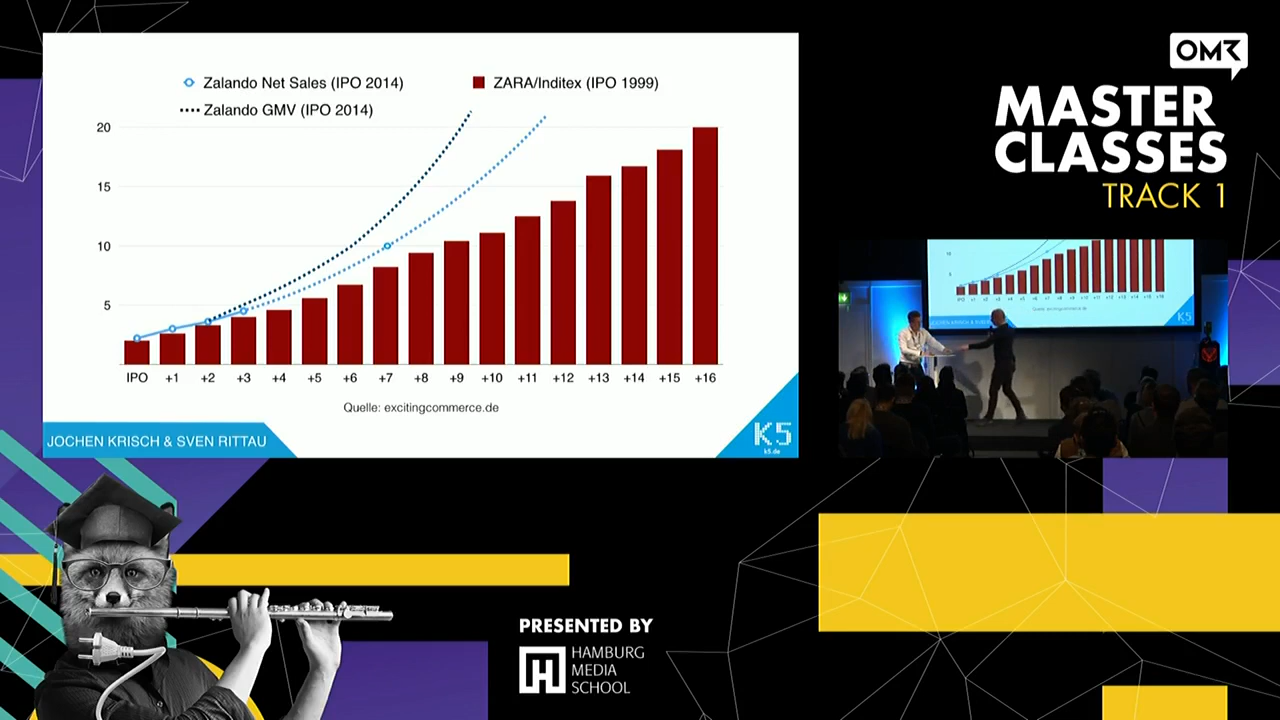 Zalando Net Sales (IPO 2014)
ZARA/Inditex (IPO 1999)
Zalando GMV (IPO 2014)
20
15
10
5
IPO +1 +2 +3 +4 +5 +6 +7 +8 +9 +10 +11 +12 +13 +14 +15 +16
Quelle: excitingcommerce.de
JOCHEN KRISCH & SVEN RITTAU
K5
k5.de
OMR
MASTER
CLASSES
TRACK 1
PRESENTED BY
HAMBURG
MEDIA
SCHOOL